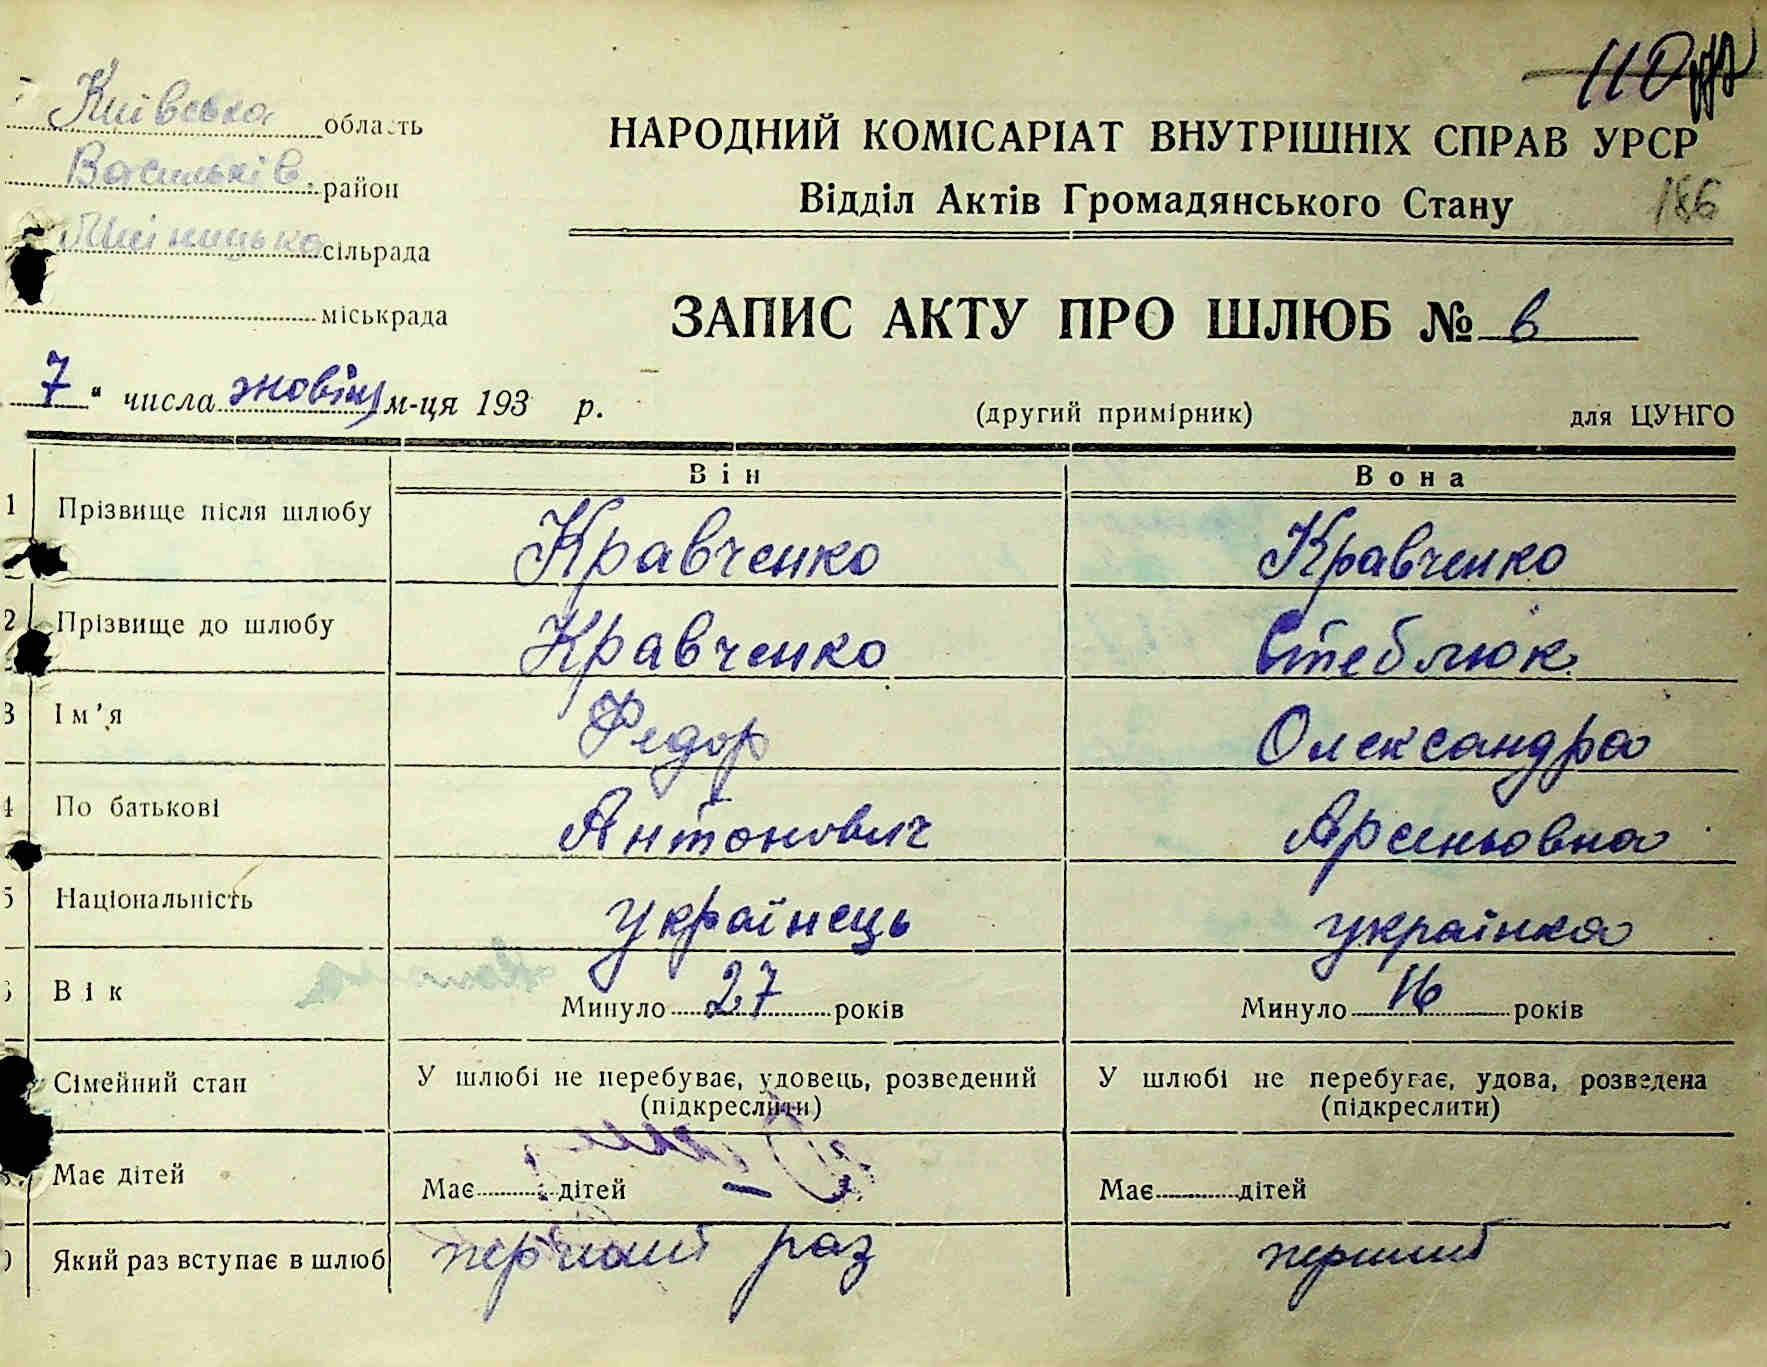 110
Київська область
Васильків. район
сільрада
міськрада
НАРОДНИЙ КОМІСАРІАТ ВНУТРІШНІХ СПРАВ УРСР
Відділ Актів Громадянського Стану
186
ЗАПИС АКТУ ПРО ШЛЮБ № 6
7 " числа жовтня м-ця 193 р.
(другий примірник)
для ЦУНГО
Він
Вона
1 Прізвище після шлюбу Кравченко Кравченко
2 Прізвище до шлюбу Кравченко Стеблюк
3 Ім'я Федор Олександра
4 По батькові Антонович Арсеньовна
5 Національність українець українка
Вік Минуло 27 років Минуло 16 років
Сімейний стан У шлюбі не перебуває, удовець, розведений (підкреслити) У шлюбі не перебуває, удова, розведена (підкреслити)
Має дітей Має дітей Має дітей
Який раз вступає в шлюб перший раз перший